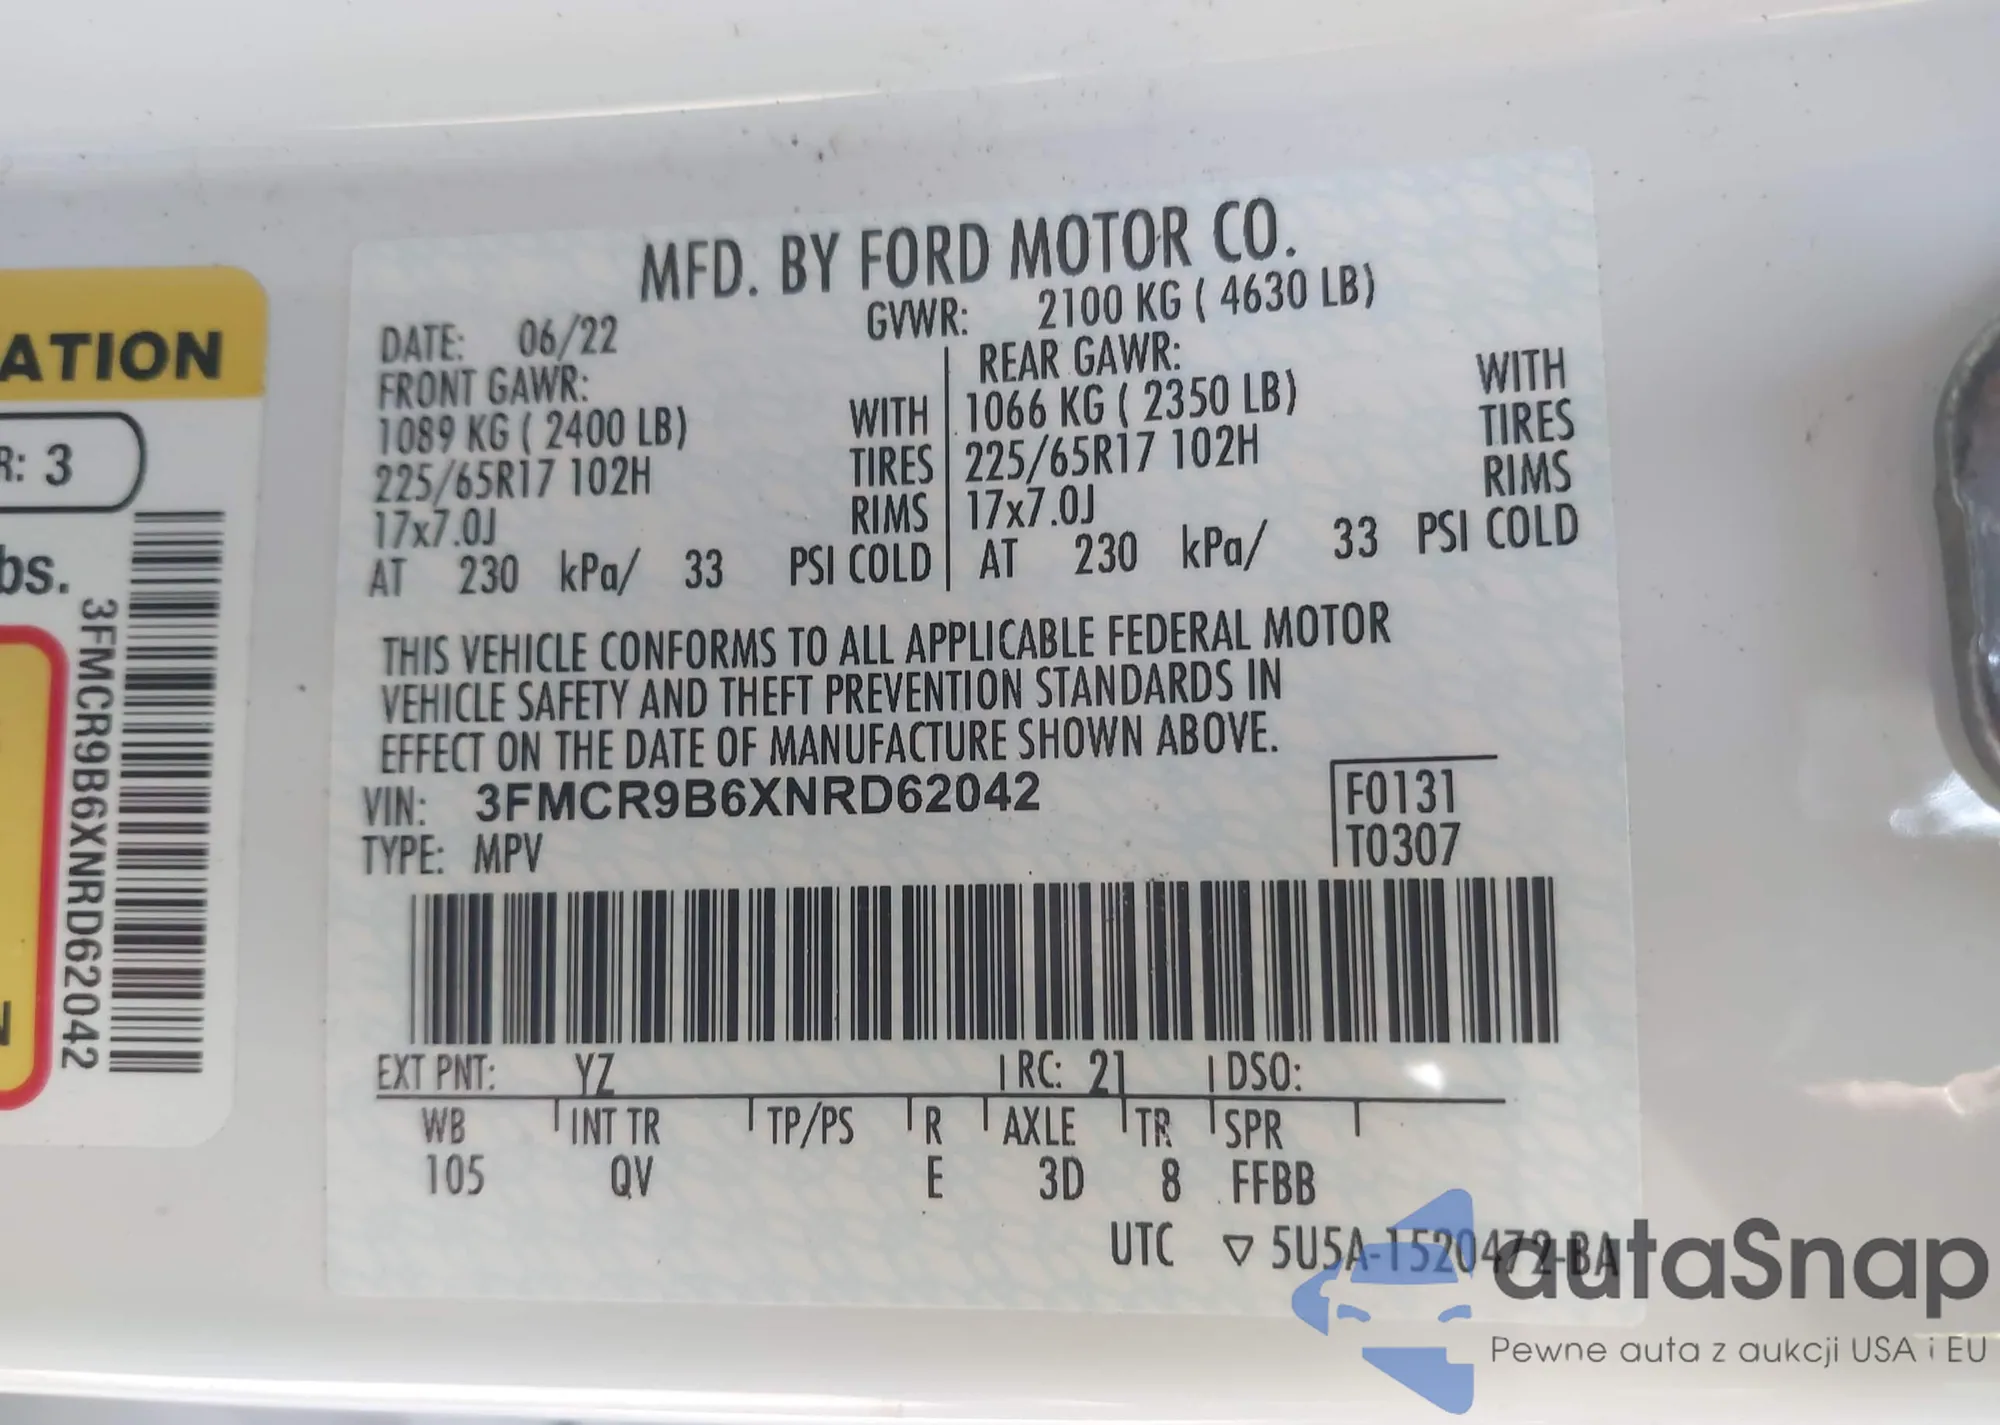 ATION
R: 3
bs.
3FMCR9B6XNRD62042
MFD. BY FORD MOTOR CO.
DATE: 06/22 GVWR: 2100 KG ( 4630 LB)
FRONT GAWR: REAR GAWR:
1089 KG ( 2400 LB) WITH 1066 KG ( 2350 LB) WITH
225/65R17 102H TIRES 225/65R17 102H TIRES
17x7.0J RIMS 17x7.0J RIMS
AT 230 kPa/ 33 PSI COLD AT 230 kPa/ 33 PSI COLD
THIS VEHICLE CONFORMS TO ALL APPLICABLE FEDERAL MOTOR
VEHICLE SAFETY AND THEFT PREVENTION STANDARDS IN
EFFECT ON THE DATE OF MANUFACTURE SHOWN ABOVE.
VIN: 3FMCR9B6XNRD62042 F0131
TYPE: MPV T0307
EXT PNT: YZ RC: 21 DSO:
WB INT TR TP/PS R AXLE TR SPR
105 QV E 3D 8 FFBB
UTC ▽ 5U5A-1520472-BA
autaSnap
Pewne auta z aukcji USA i EU